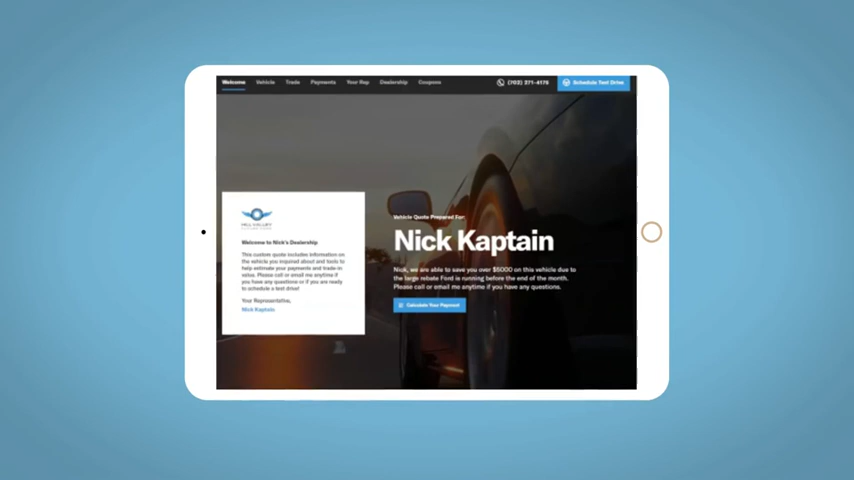 Welcome Vehicle Trade Payments Your Rep Dealership Coupons (702) 271-4178 Schedule Test Drive
HILL VALLEY
Welcome to Nick's Dealership
This custom quote includes information on
the vehicle you inquired about and tools to
help estimate your payments and trade-in
value. Please call or email me anytime if
you have any questions or if you are ready
to schedule a test drive!
Your Representative,
Nick Kaptain
Vehicle Quote Prepared For:
Nick Kaptain
Nick, we are able to save you over $5000 on this vehicle due to
the large rebate Ford is running before the end of the month.
Please call or email me anytime if you have any questions.
Calculate Your Payment